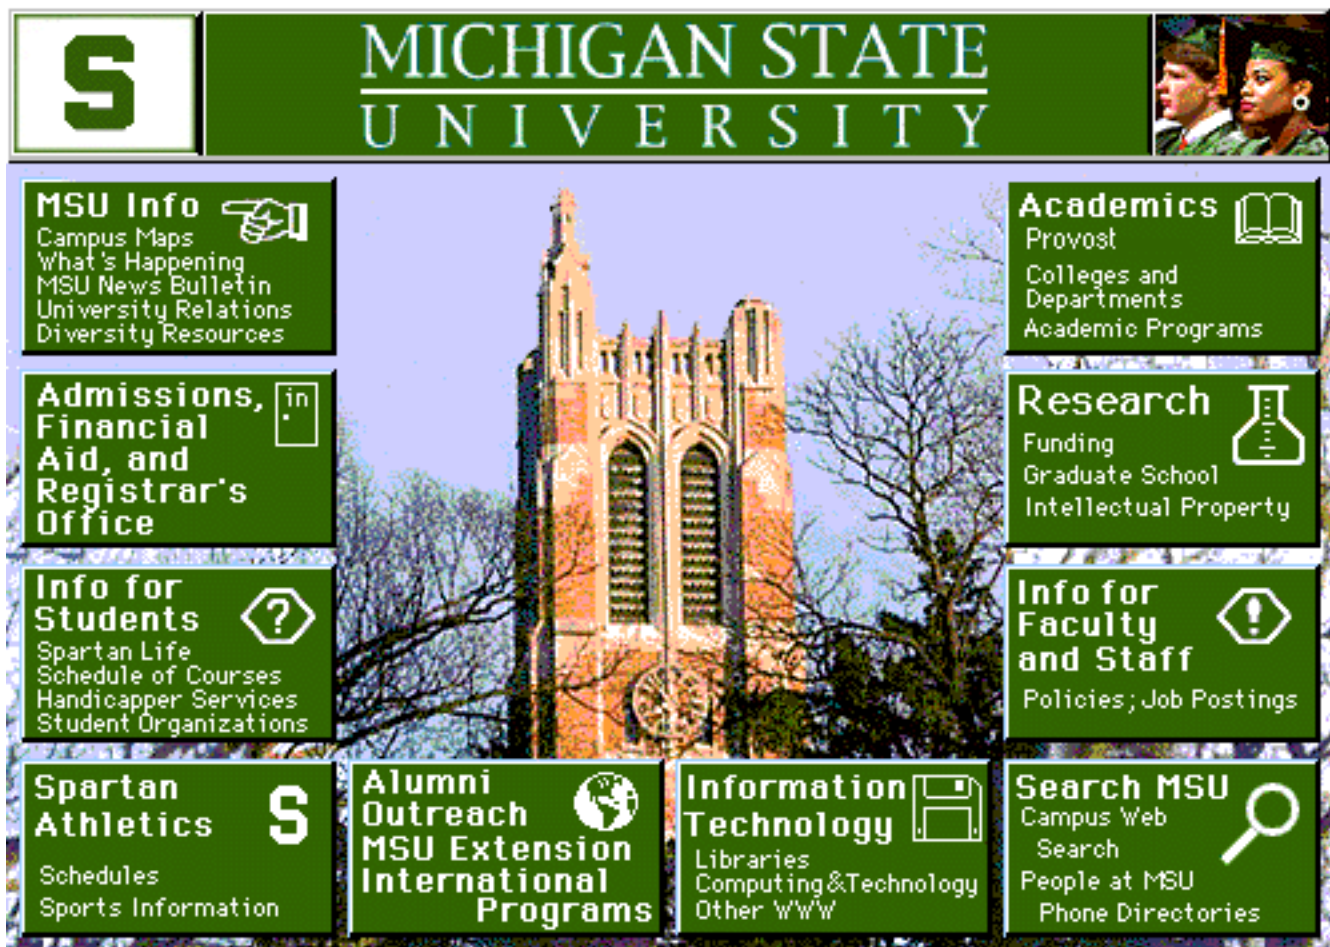 S
MICHIGAN STATE
UNIVERSITY
MSU Info
Campus Maps
What's Happening
MSU News Bulletin
University Relations
Diversity Resources
Admissions,
Financial
Aid, and
Registrar's
Office
in
Info for
Students
?
Spartan Life
Schedule of Courses
Handicapper Services
Student Organizations
Spartan
Athletics
S
Schedules
Sports Information
Alumni
Outreach
MSU Extension
International
Programs
Information
Technology
Libraries
Computing&Technology
Other WWW
Academics
Provost
Colleges and
Departments
Academic Programs
Research
Funding
Graduate School
Intellectual Property
Info for
Faculty
and Staff
!
Policies; Job Postings
Search MSU
Campus Web
Search
People at MSU
Phone Directories